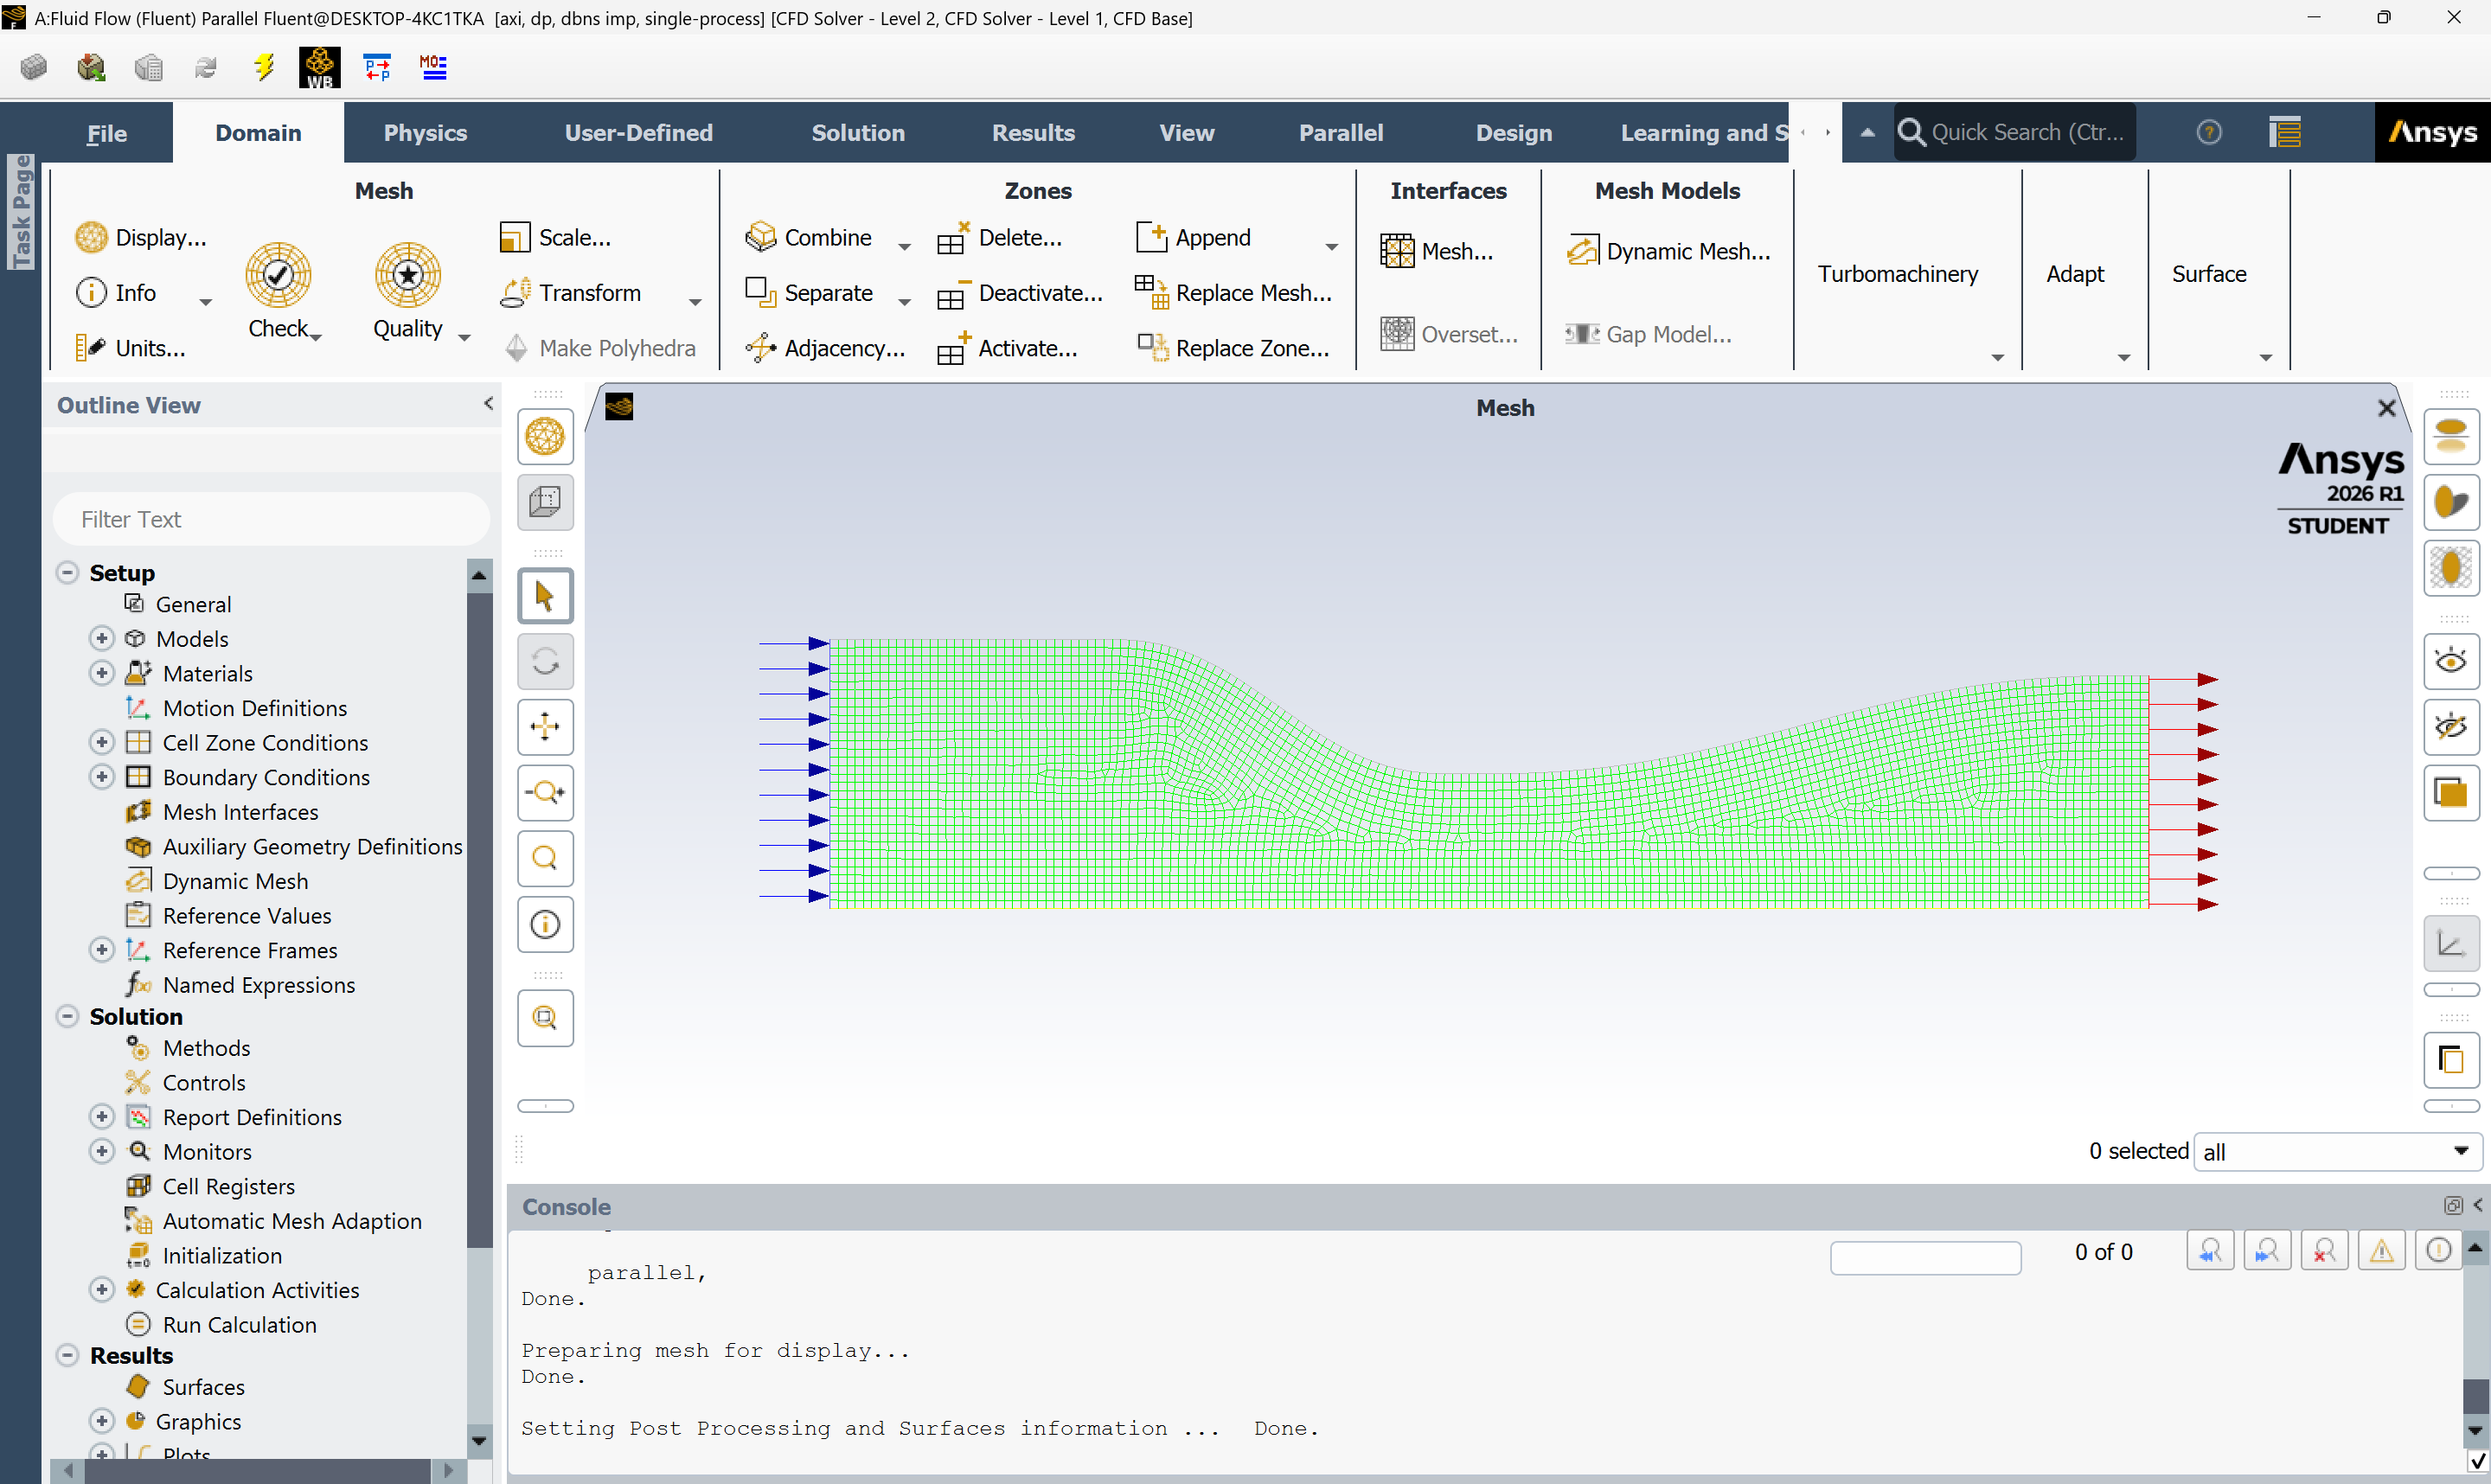 A:Fluid Flow (Fluent) Parallel Fluent@DESKTOP-4KC1TKA [axi, dp, dbns imp, single-process] [CFD Solver - Level 2, CFD Solver - Level 1, CFD Base]
WB
P P
MO
File Domain Physics User-Defined Solution Results View Parallel Design Learning and S
Quick Search (Ctr...
?
Ansys
Task Page
Mesh
Display...
Info
Units...
Check
Quality
Scale...
Transform
Make Polyhedra
Zones
Combine
Separate
Adjacency...
Delete...
Deactivate...
Activate...
Append
Replace Mesh...
Replace Zone...
Interfaces
Mesh...
Overset...
Mesh Models
Dynamic Mesh...
Gap Model...
Turbomachinery
Adapt
Surface
Outline View
Filter Text
Setup
General
Models
Materials
Motion Definitions
Cell Zone Conditions
Boundary Conditions
Mesh Interfaces
Auxiliary Geometry Definitions
Dynamic Mesh
Reference Values
Reference Frames
f(x) Named Expressions
Solution
Methods
Controls
Report Definitions
Monitors
Cell Registers
Automatic Mesh Adaption
t=0 Initialization
Calculation Activities
Run Calculation
Results
Surfaces
Graphics
Plots
Mesh
Ansys
2026 R1
STUDENT
0 selected all
Console
0 of 0
parallel,
Done.
Preparing mesh for display...
Done.
Setting Post Processing and Surfaces information ... Done.